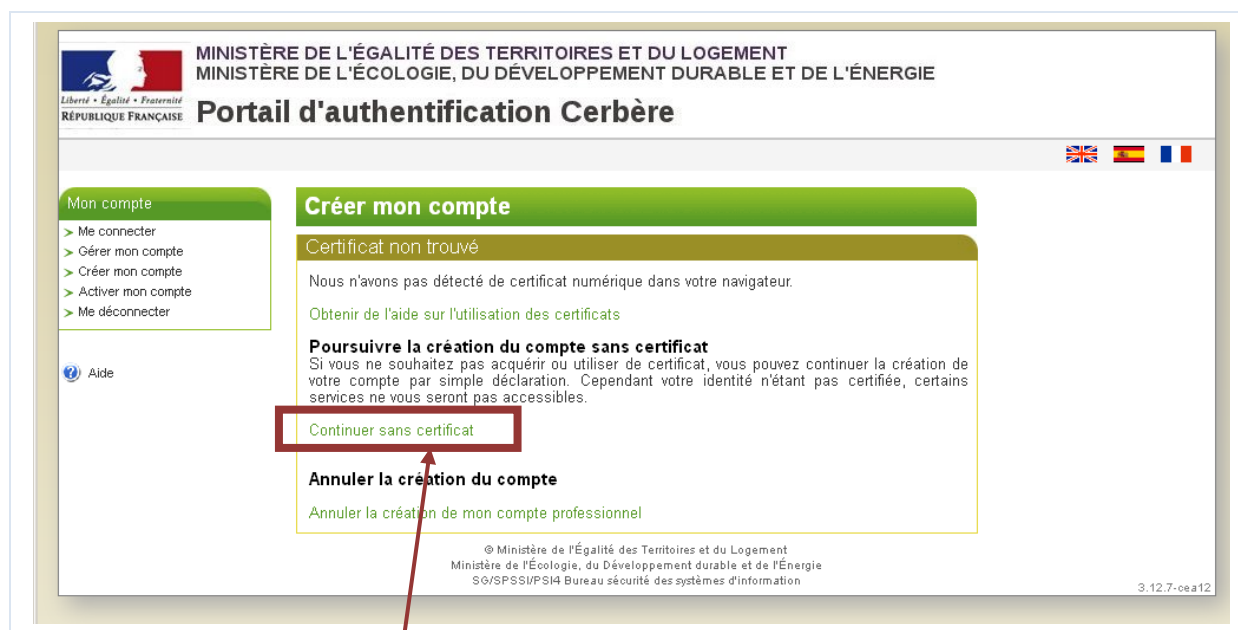 MINISTÈRE DE L'ÉGALITÉ DES TERRITOIRES ET DU LOGEMENT
MINISTÈRE DE L'ÉCOLOGIE, DU DÉVELOPPEMENT DURABLE ET DE L'ÉNERGIE
Liberté • Égalité • Fraternité
RÉPUBLIQUE FRANÇAISE
Portail d'authentification Cerbère
Mon compte
Me connecter
Gérer mon compte
Créer mon compte
Activer mon compte
Me déconnecter
Aide
Créer mon compte
Certificat non trouvé
Nous n'avons pas détecté de certificat numérique dans votre navigateur.
Obtenir de l'aide sur l'utilisation des certificats
Poursuivre la création du compte sans certificat
Si vous ne souhaitez pas acquérir ou utiliser de certificat, vous pouvez continuer la création de
votre compte par simple déclaration. Cependant votre identité n'étant pas certifiée, certains
services ne vous seront pas accessibles.
Continuer sans certificat
Annuler la création du compte
Annuler la création de mon compte professionnel
© Ministère de l'Égalité des Territoires et du Logement
Ministère de l'Écologie, du Développement durable et de l'Énergie
SG/SPSSI/PSI4 Bureau sécurité des systèmes d'information
3.12.7-cea12